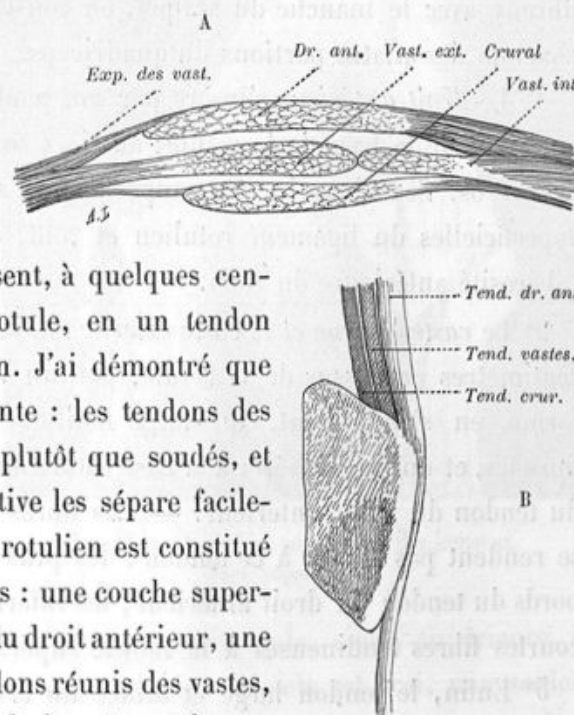 A
Dr. ant. Vast. ext. Crural
Exp. des vast.
Vast. int
A.L
sent, à quelques cen-
otule, en un tendon
n. J'ai démontré que
nte : les tendons des
plutôt que soudés, et
tive les sépare facile-
rotulien est constitué
s : une couche super-
u droit antérieur, une
lons réunis des vastes,
Tend. dr. an
Tend. vastes.
Tend. crur.
B